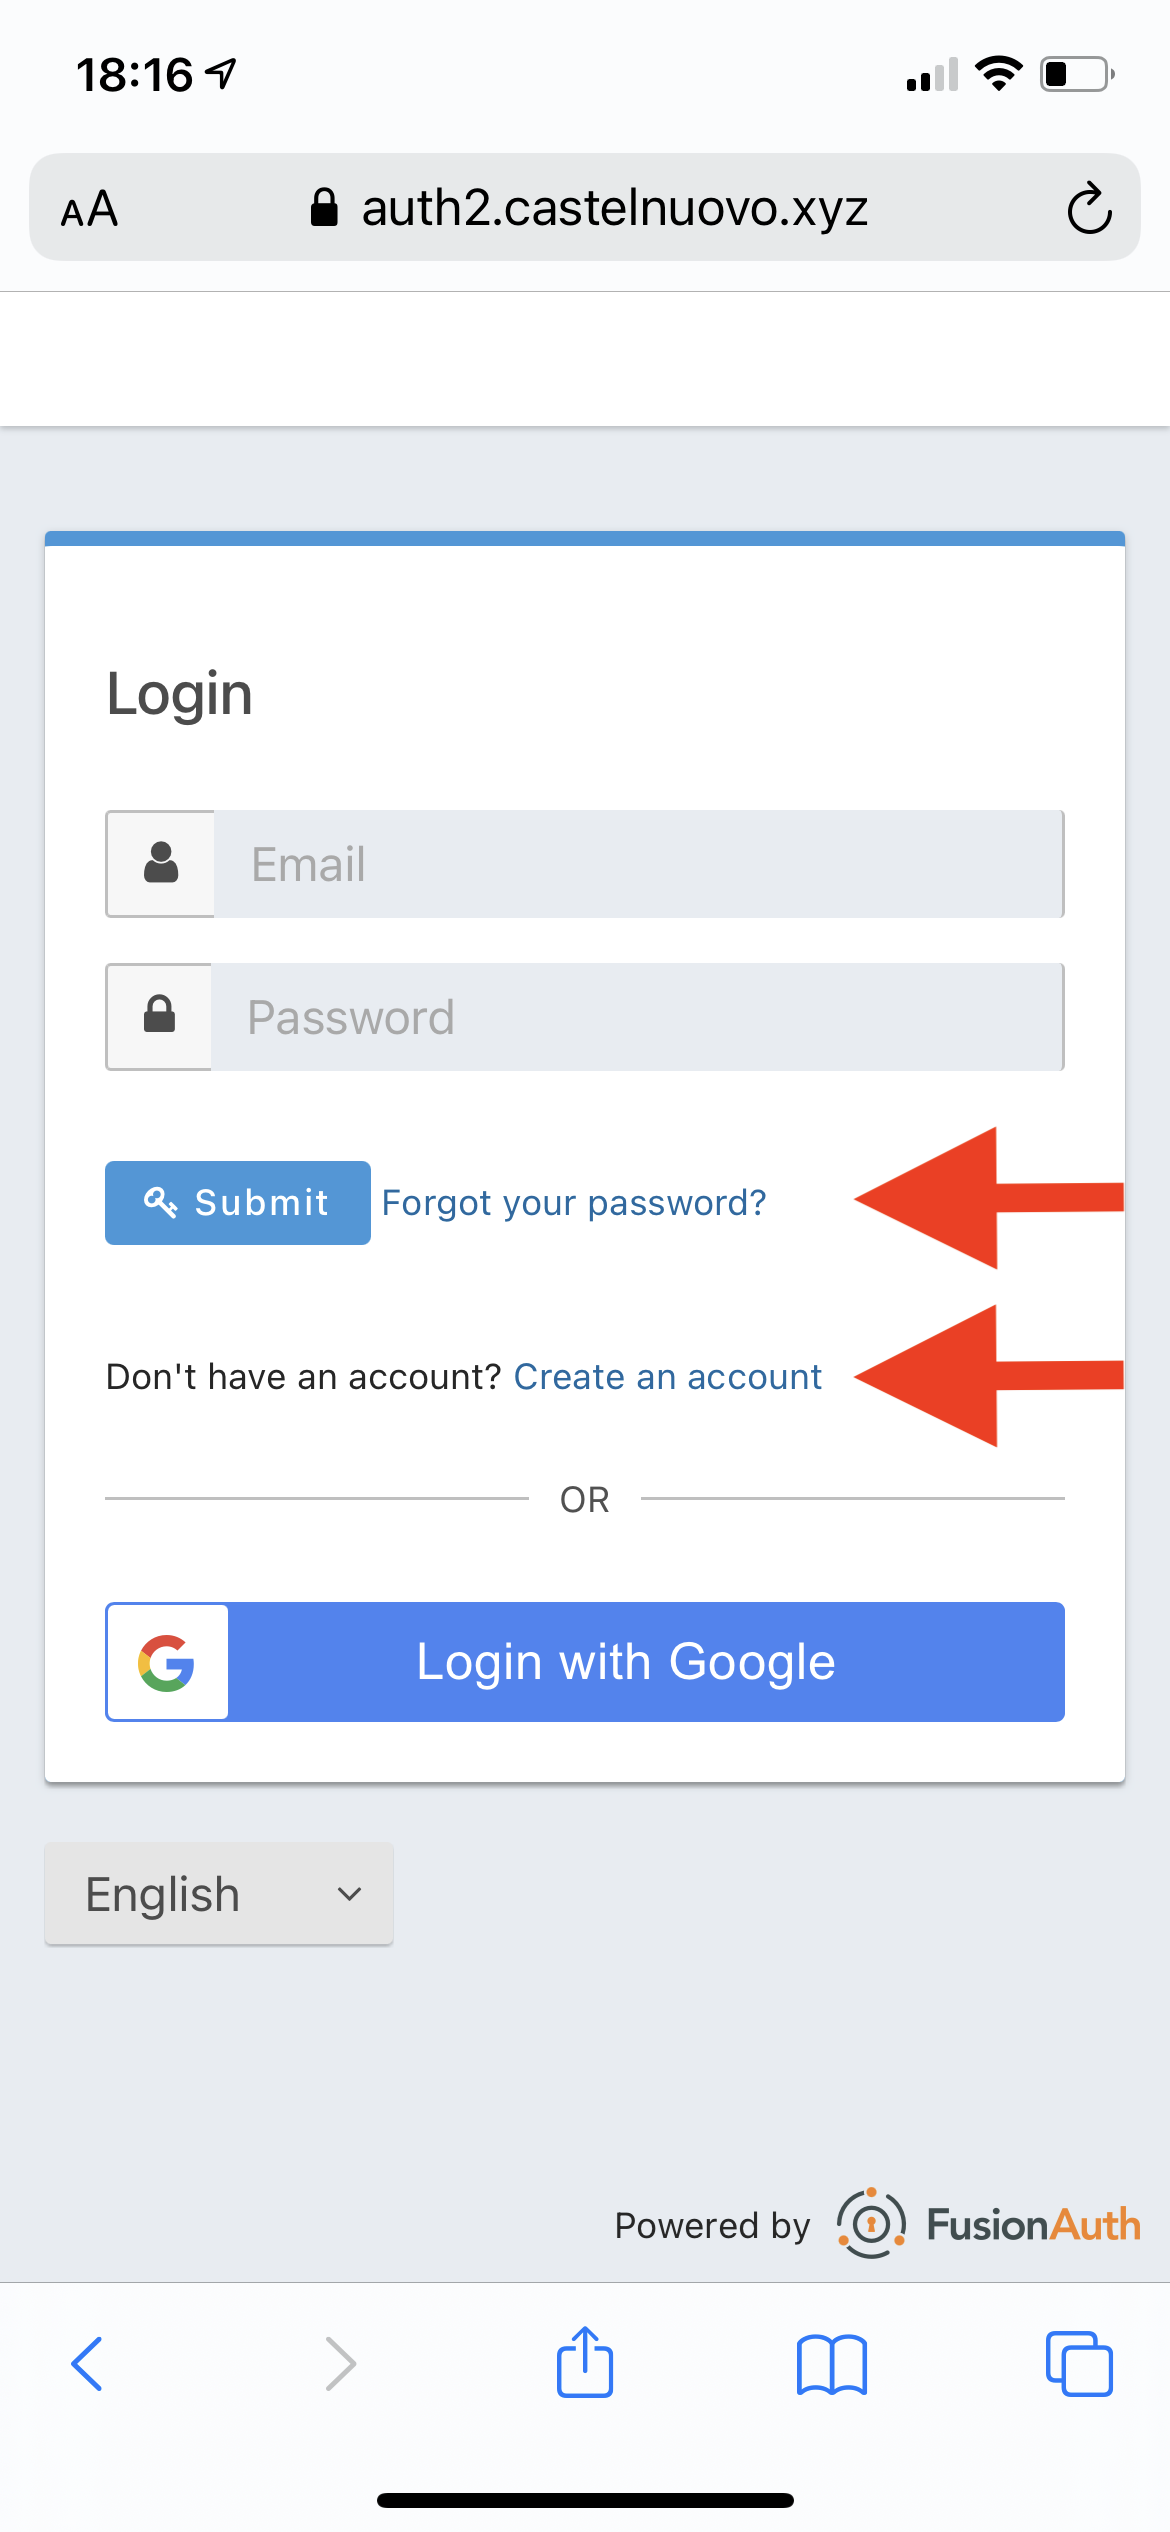 18:16
AA auth2.castelnuovo.xyz
Login
Email
Password
Submit Forgot your password?
Don't have an account? Create an account
OR
G Login with Google
English
Powered by FusionAuth